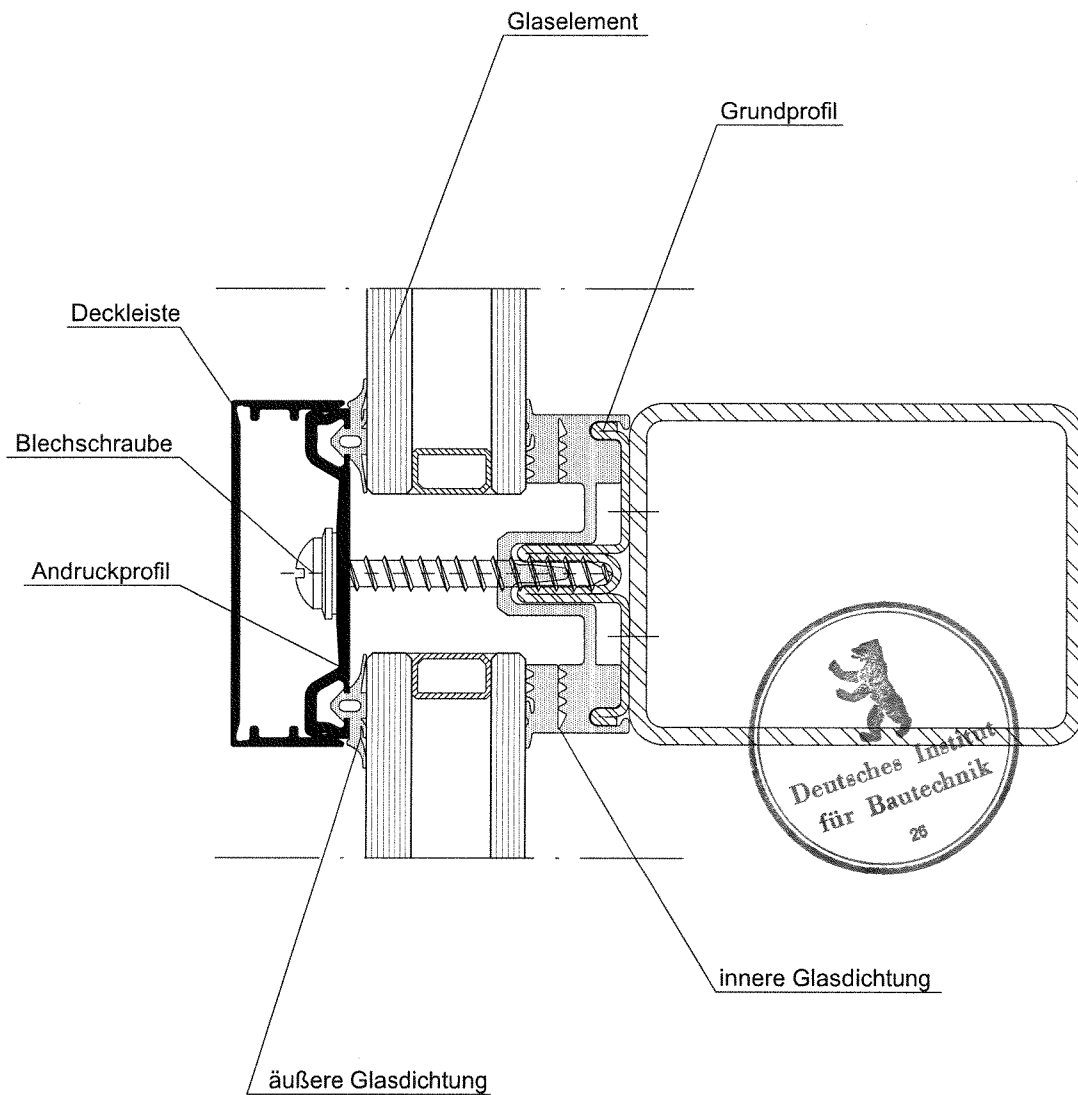 Glaselement
Grundprofil
Deckleiste
Blechschraube
Andruckprofil
Deutsches Institut
für Bautechnik
26
innere Glasdichtung
äußere Glasdichtung